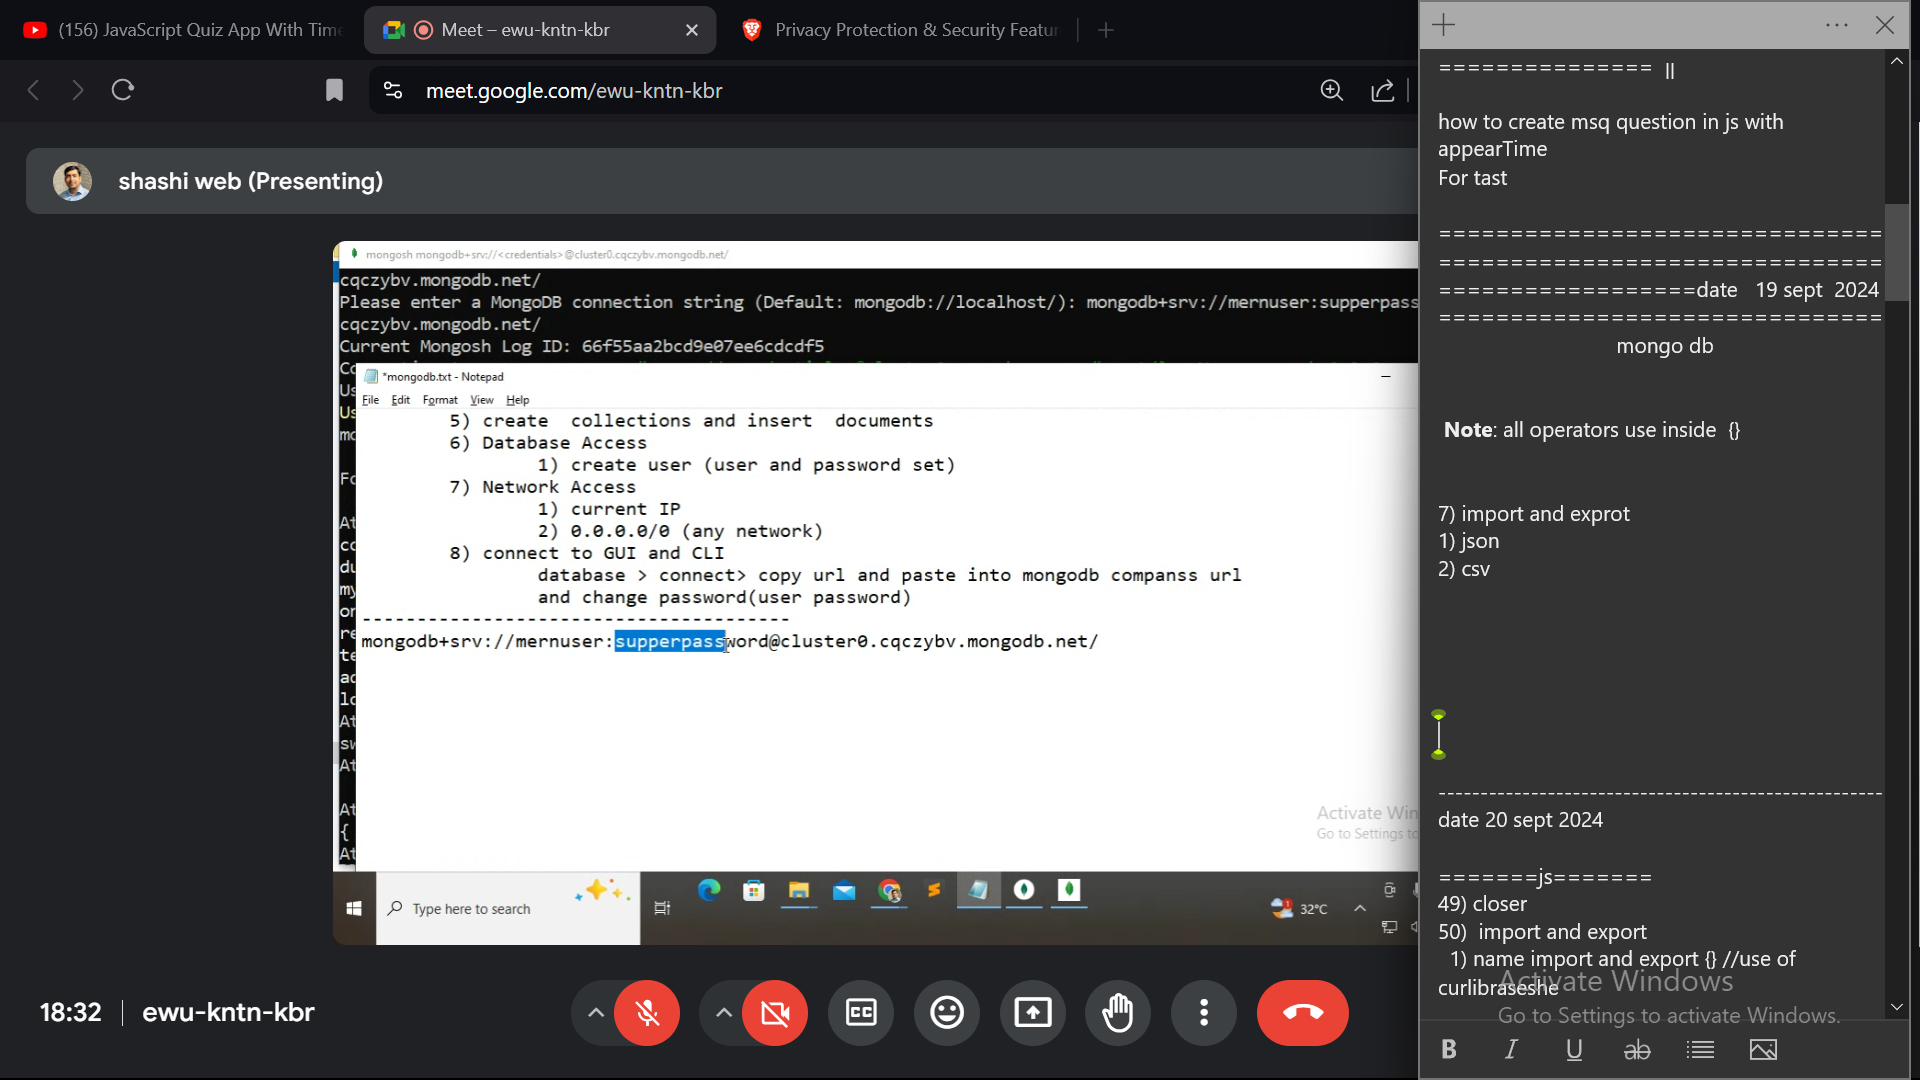 (156) JavaScript Quiz App With Time
Meet – ewu-kntn-kbr
Privacy Protection & Security Featur
meet.google.com/ewu-kntn-kbr
shashi web (Presenting)
mongosh mongodb+srv://<credentials>@cluster0.cqczybv.mongodb.net/
cqczybv.mongodb.net/
Please enter a MongoDB connection string (Default: mongodb://localhost/): mongodb+srv://mernuser:supperpass
cqczybv.mongodb.net/
Current Mongosh Log ID: 66f55aa2bcd9e07ee6cdcdf5
*mongodb.txt - Notepad
File Edit Format View Help
5) create collections and insert documents
6) Database Access
1) create user (user and password set)
7) Network Access
1) current IP
2) 0.0.0.0/0 (any network)
8) connect to GUI and CLI
database > connect> copy url and paste into mongodb companss url
and change password(user password)
---------------------------------------
mongodb+srv://mernuser:supperpassword@cluster0.cqczybv.mongodb.net/
Activate Win
Go to Settings to
Type here to search
32°C
18:32
ewu-kntn-kbr
=============== ||
how to create msq question in js with
appearTime
For tast
===============================
===============================
==================date 19 sept 2024
===============================
mongo db
Note: all operators use inside {}
7) import and exprot
1) json
2) csv
-------------------------------------------------------
date 20 sept 2024
=======js=======
49) closer
50) import and export
1) name import and export {} //use of
curlibraseshe
Activate Windows
Go to Settings to activate Windows.
B I U ab